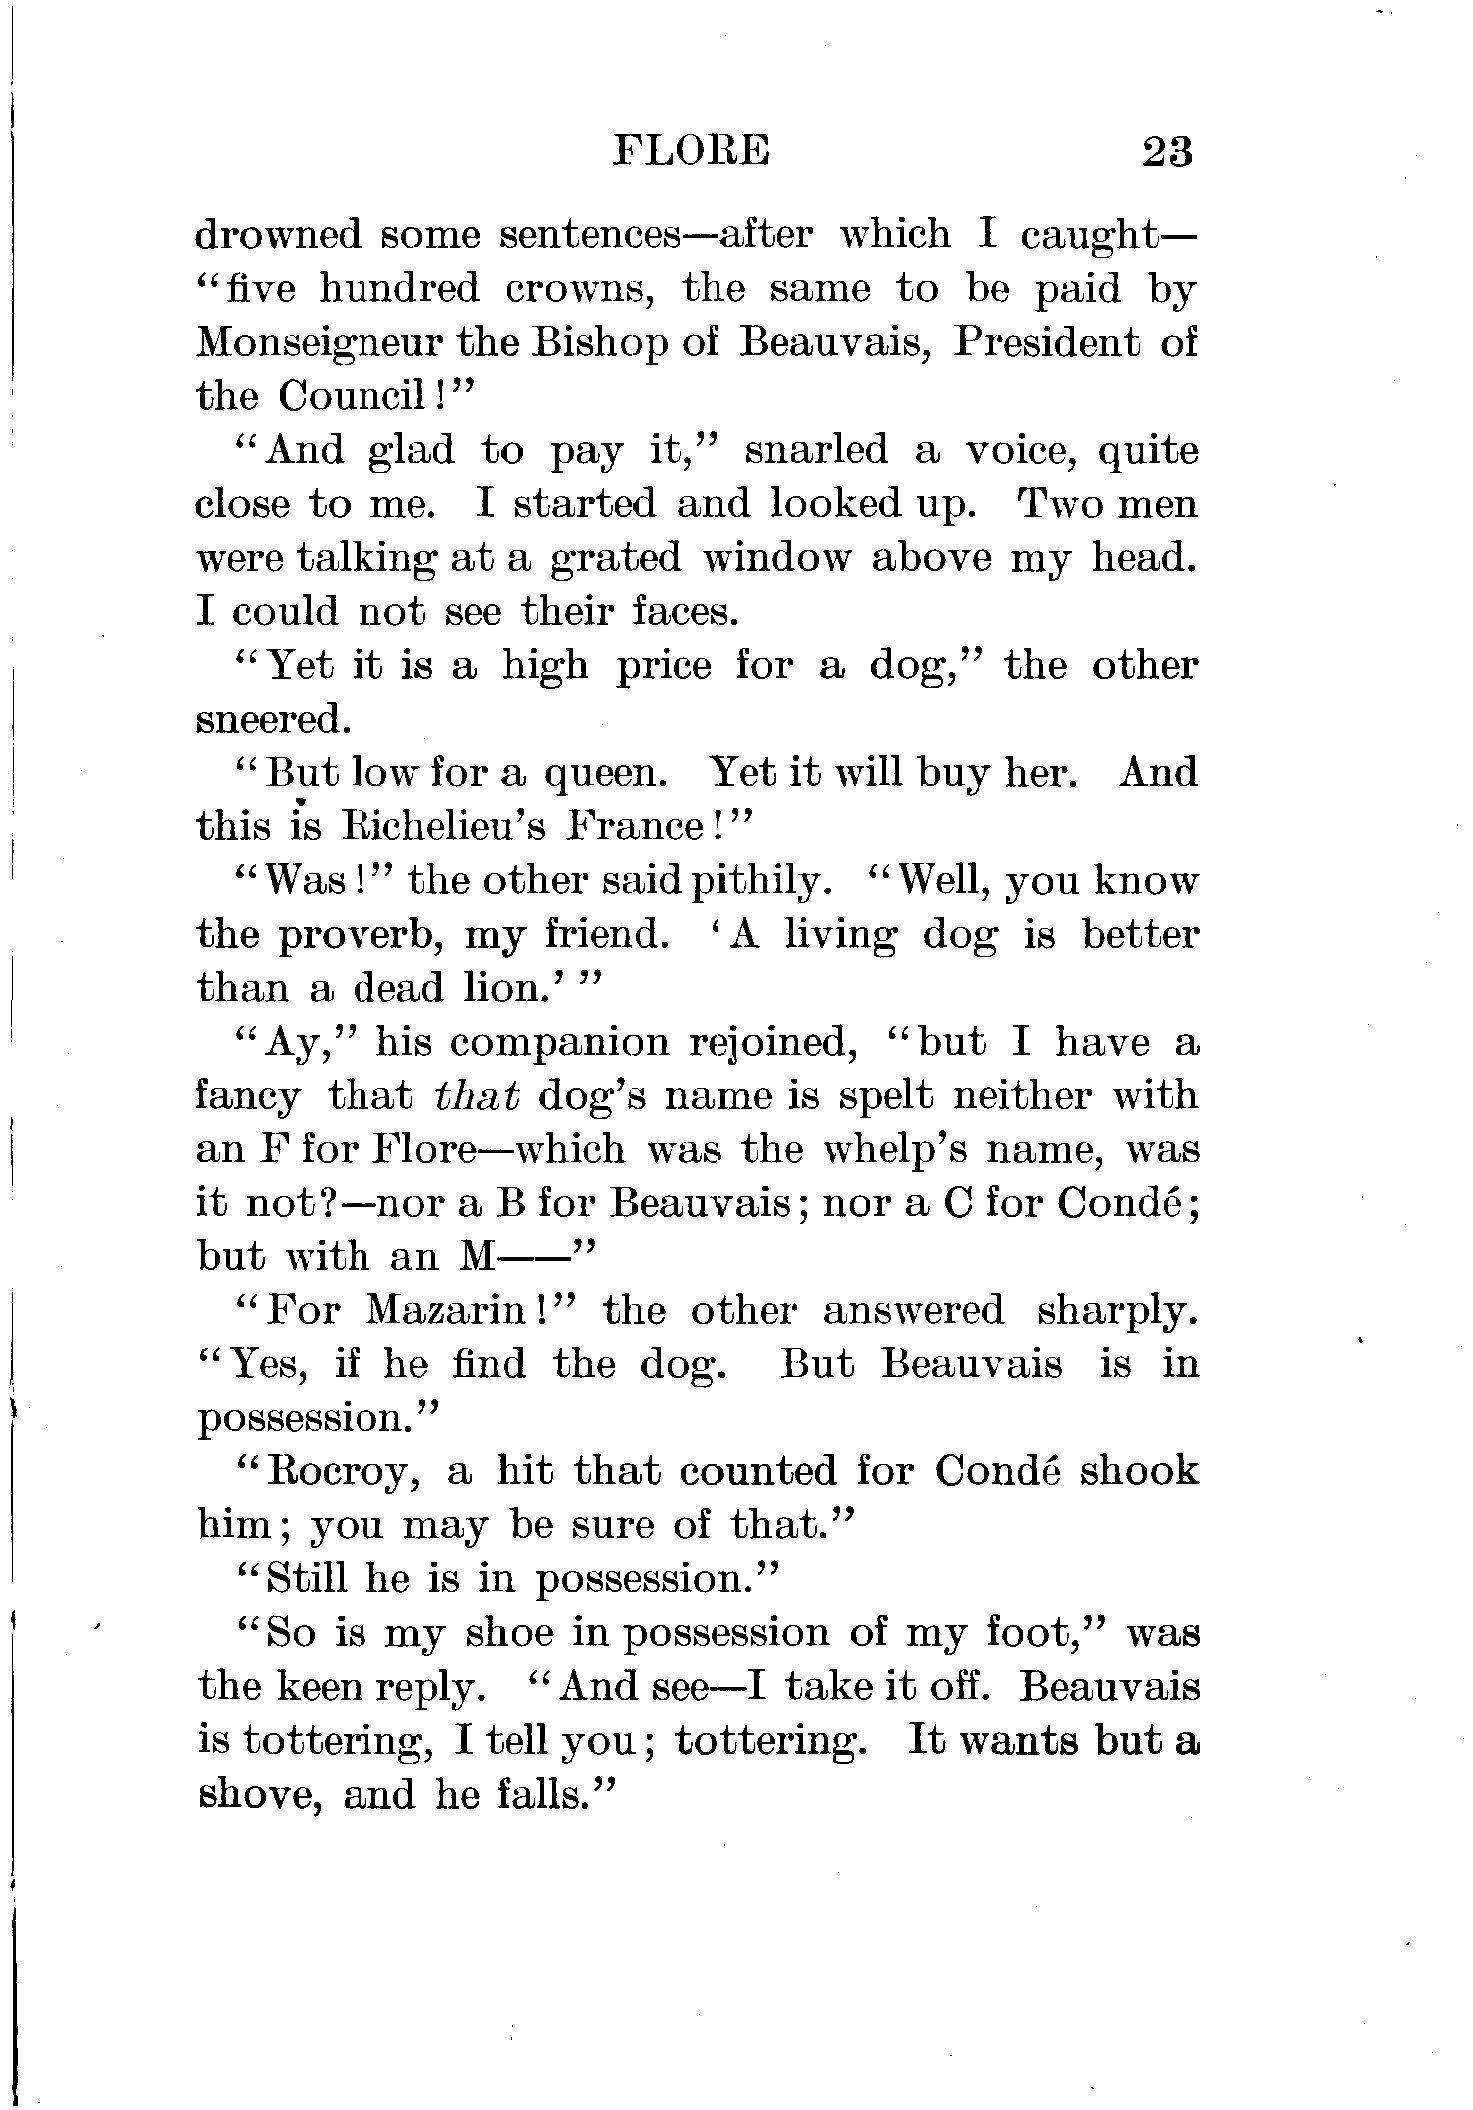 FLORE 23
drowned some sentences—after which I caught—
“five hundred crowns, the same to be paid by
Monseigneur the Bishop of Beauvais, President of
the Council!”
“And glad to pay it,” snarled a voice, quite
close to me. I started and looked up. Two men
were talking at a grated window above my head.
I could not see their faces.
“Yet it is a high price for a dog,” the other
sneered.
“But low for a queen. Yet it will buy her. And
this is Richelieu’s France!”
“Was!” the other said pithily. “Well, you know
the proverb, my friend. ‘A living dog is better
than a dead lion.’ ”
“Ay,” his companion rejoined, “but I have a
fancy that that dog’s name is spelt neither with
an F for Flore—which was the whelp’s name, was
it not?—nor a B for Beauvais; nor a C for Condé;
but with an M——”
“For Mazarin!” the other answered sharply.
“Yes, if he find the dog. But Beauvais is in
possession.”
“Rocroy, a hit that counted for Condé shook
him; you may be sure of that.”
“Still he is in possession.”
“So is my shoe in possession of my foot,” was
the keen reply. “And see—I take it off. Beauvais
is tottering, I tell you; tottering. It wants but a
shove, and he falls.”